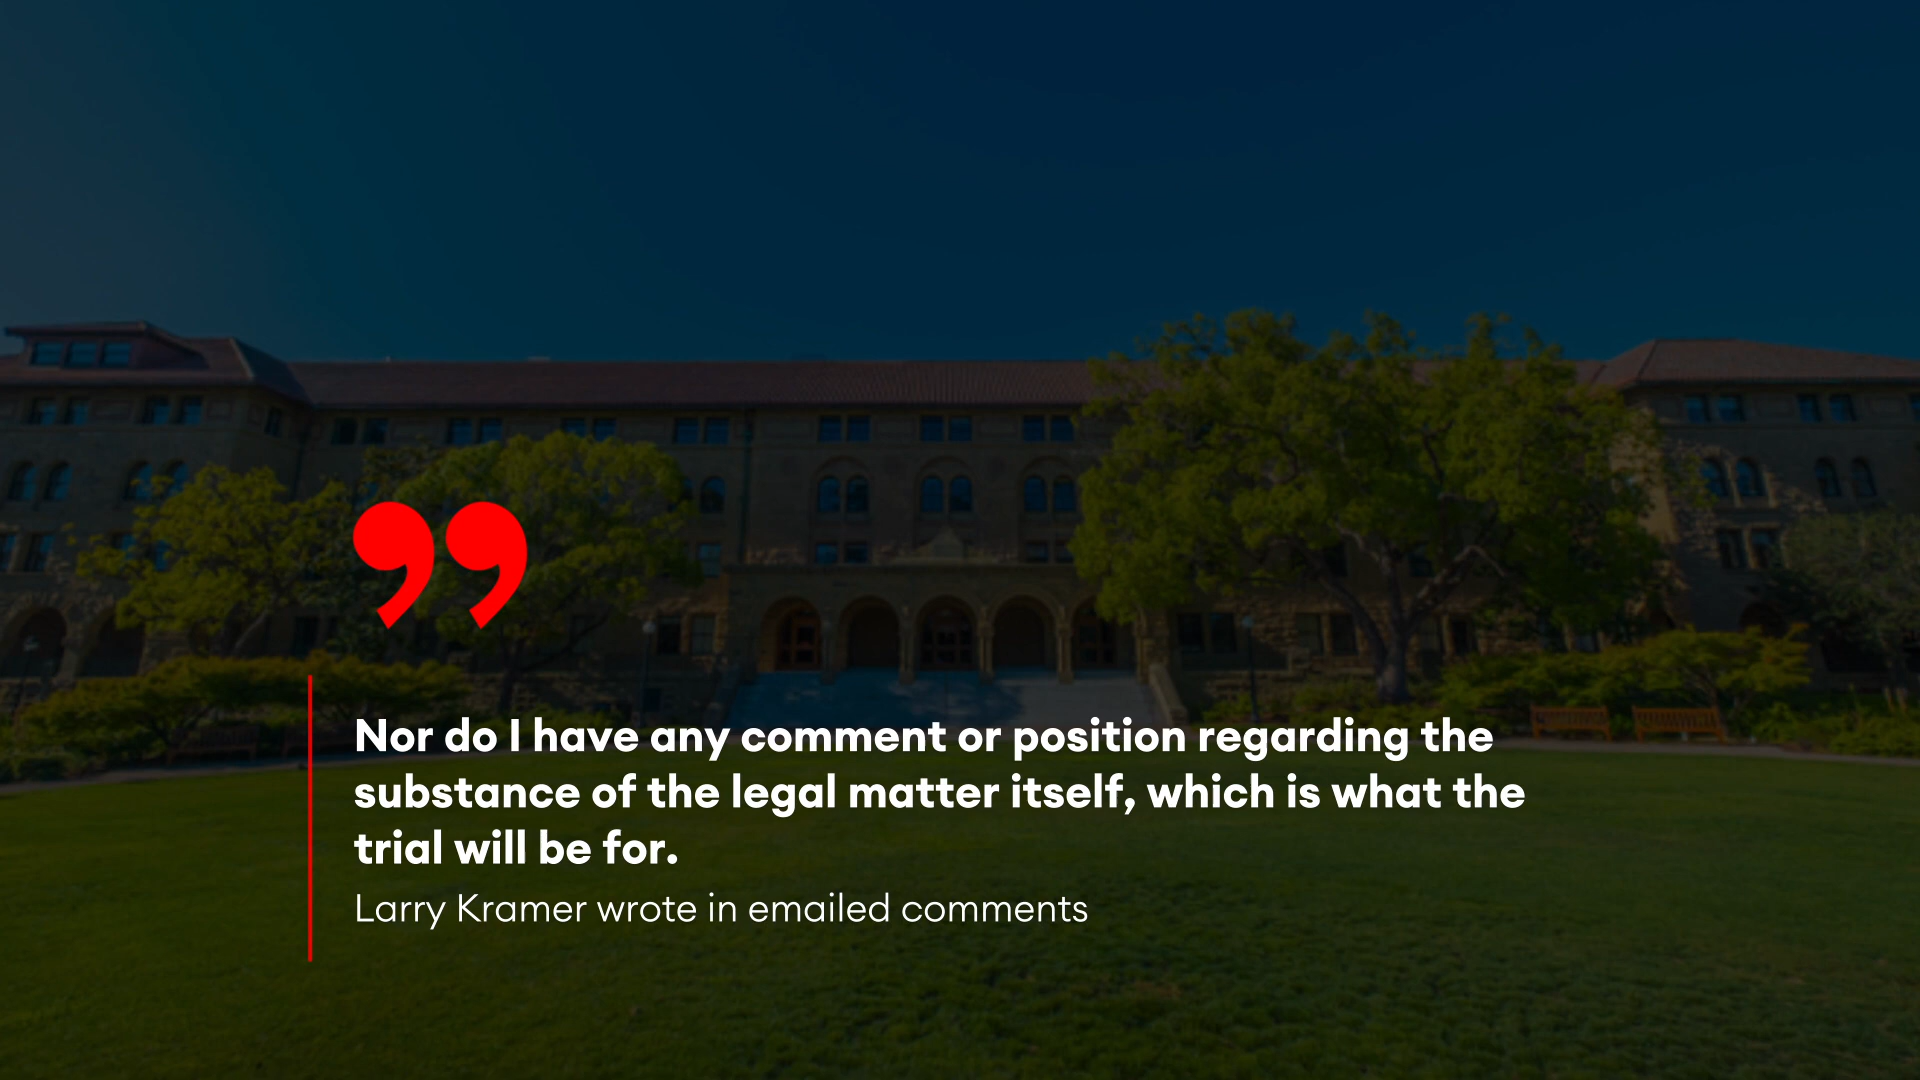 ”
Nor do I have any comment or position regarding the
substance of the legal matter itself, which is what the
trial will be for.
Larry Kramer wrote in emailed comments